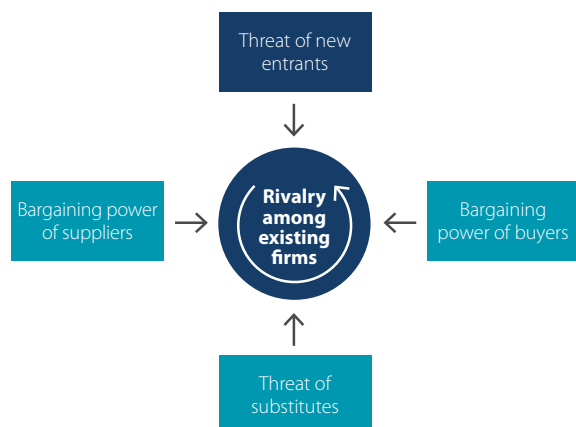 Threat of new
entrants
Bargaining power
of suppliers
Rivalry
among
existing
firms
Bargaining
power of buyers
Threat of
substitutes